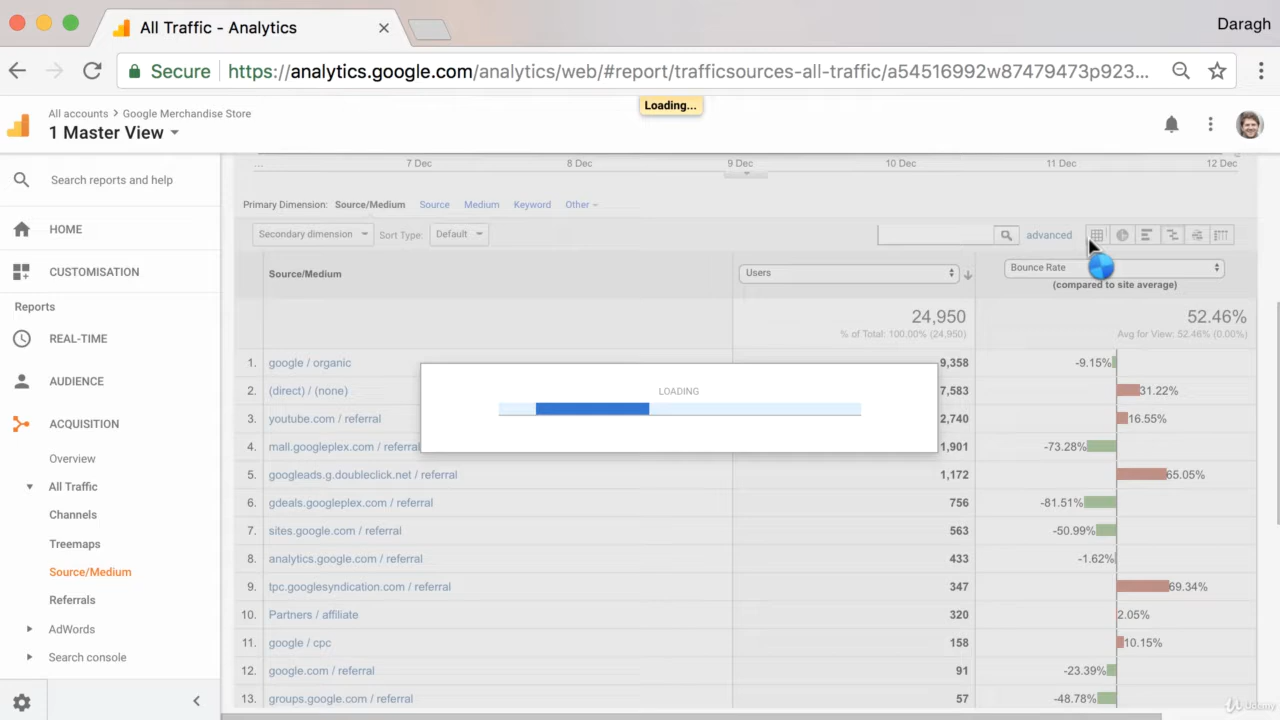 All Traffic - Analytics
Daragh
Secure
https://analytics.google.com/analytics/web/#report/trafficsources-all-traffic/a54516992w87479473p923...
Loading...
All accounts > Google Merchandise Store
1 Master View
Search reports and help
HOME
CUSTOMISATION
Reports
REAL-TIME
AUDIENCE
ACQUISITION
Overview
All Traffic
Channels
Treemaps
Source/Medium
Referrals
AdWords
Search console
... 7 Dec 8 Dec 9 Dec 10 Dec 11 Dec 12 Dec
Primary Dimension: Source/Medium Source Medium Keyword Other
Secondary dimension Sort Type: Default advanced
Source/Medium Users Bounce Rate
(compared to site average)
24,950 52.46%
% of Total: 100.00% (24,950) Avg for View: 52.46% (0.00%)
LOADING
1. google / organic 9,358 -9.15%
2. (direct) / (none) 7,583 31.22%
3. youtube.com / referral 2,740 16.55%
4. mall.googleplex.com / referral 1,901 -73.28%
5. googleads.g.doubleclick.net / referral 1,172 65.05%
6. gdeals.googleplex.com / referral 756 -81.51%
7. sites.google.com / referral 563 -50.99%
8. analytics.google.com / referral 433 -1.62%
9. tpc.googlesyndication.com / referral 347 69.34%
10. Partners / affiliate 320 2.05%
11. google / cpc 158 10.15%
12. google.com / referral 91 -23.39%
13. groups.google.com / referral 57 -48.78%
Udemy